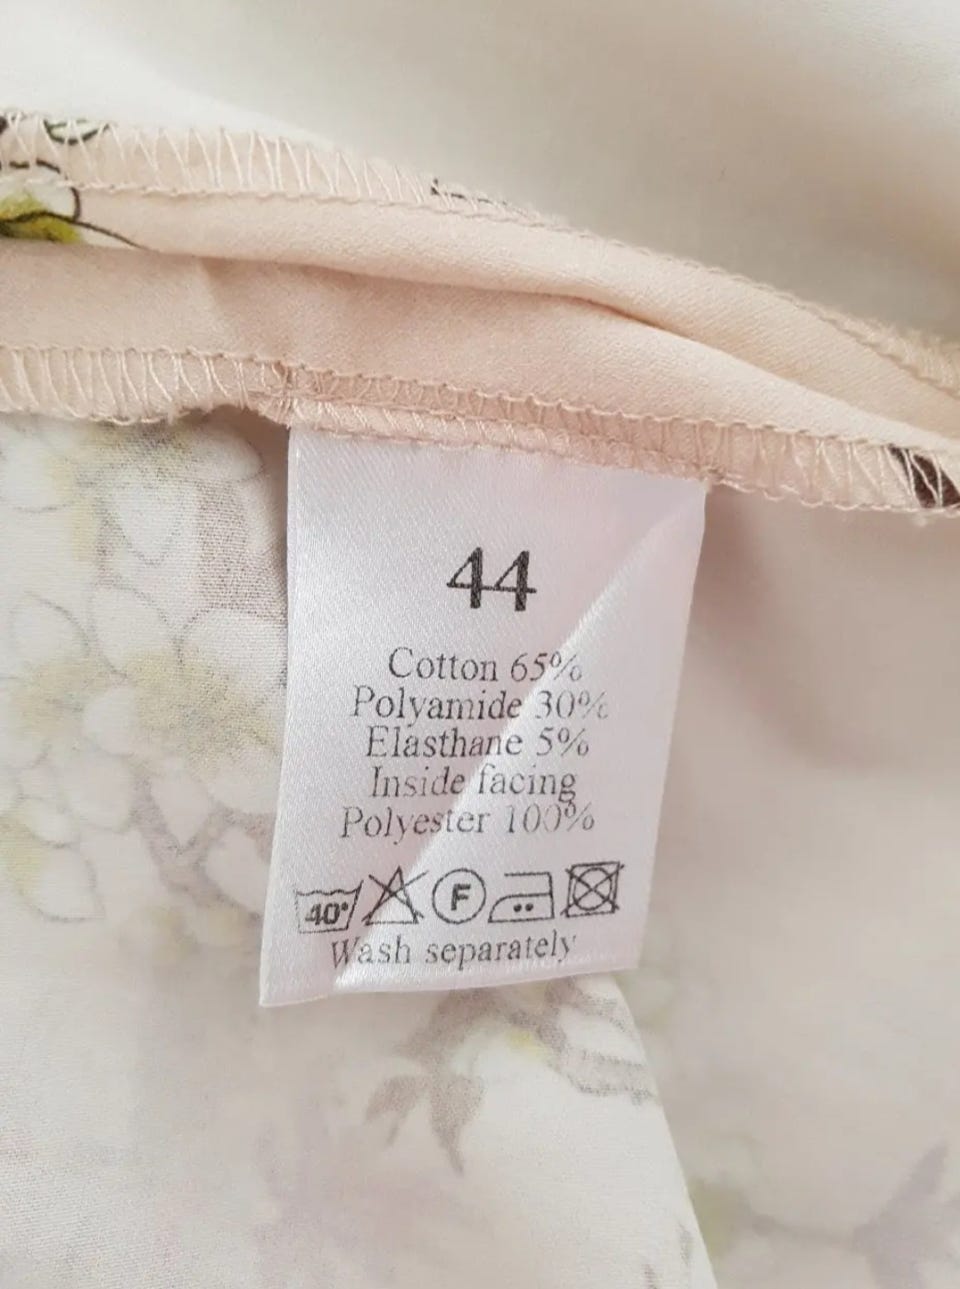 44
Cotton 65%
Polyamide 30%
Elasthane 5%
Inside facing
Polyester 100%
40° F
Wash separately